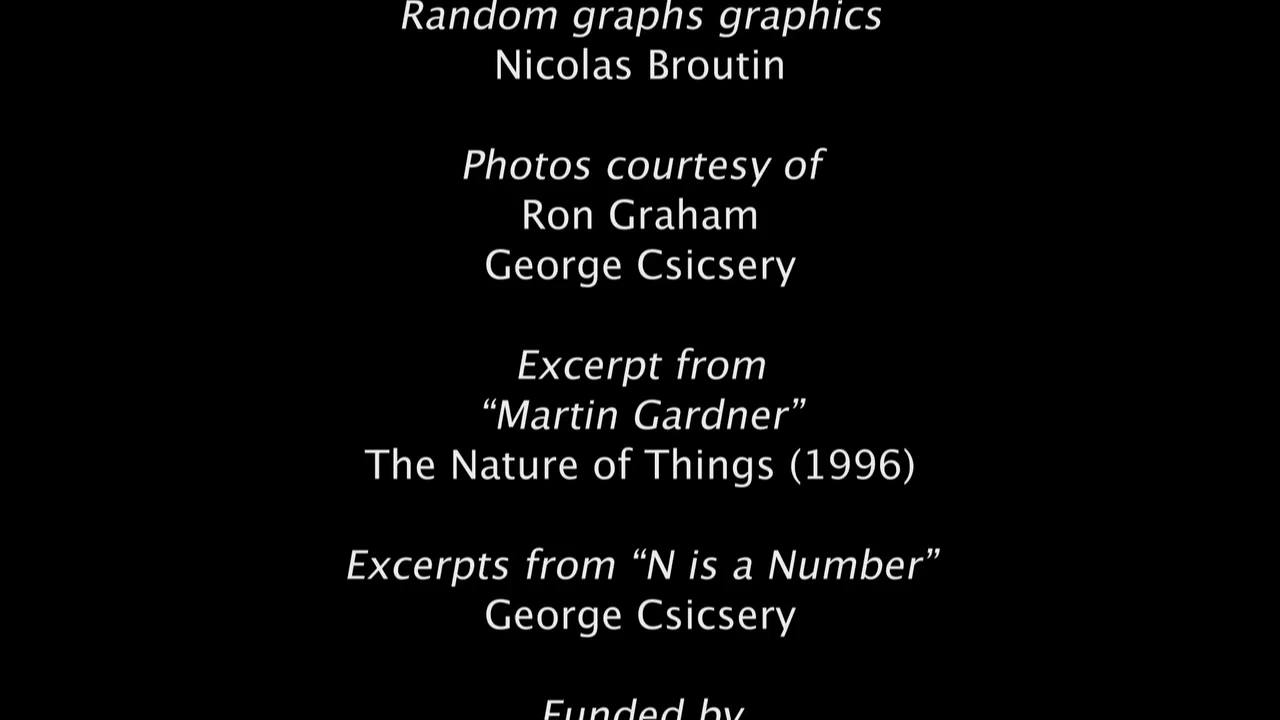 Random graphs graphics
Nicolas Broutin
Photos courtesy of
Ron Graham
George Csicsery
Excerpt from
“Martin Gardner”
The Nature of Things (1996)
Excerpts from “N is a Number”
George Csicsery
Funded by